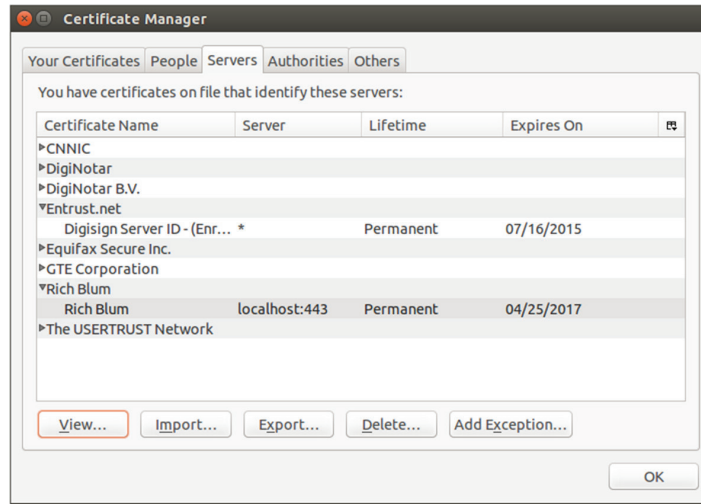 Certificate Manager
Your Certificates People Servers Authorities Others
You have certificates on file that identify these servers:
Certificate Name Server Lifetime Expires On
CNNIC
DigiNotar
DigiNotar B.V.
Entrust.net
Digisign Server ID - (Enr... * Permanent 07/16/2015
Equifax Secure Inc.
GTE Corporation
Rich Blum
Rich Blum localhost:443 Permanent 04/25/2017
The USERTRUST Network
View... Import... Export... Delete... Add Exception...
OK